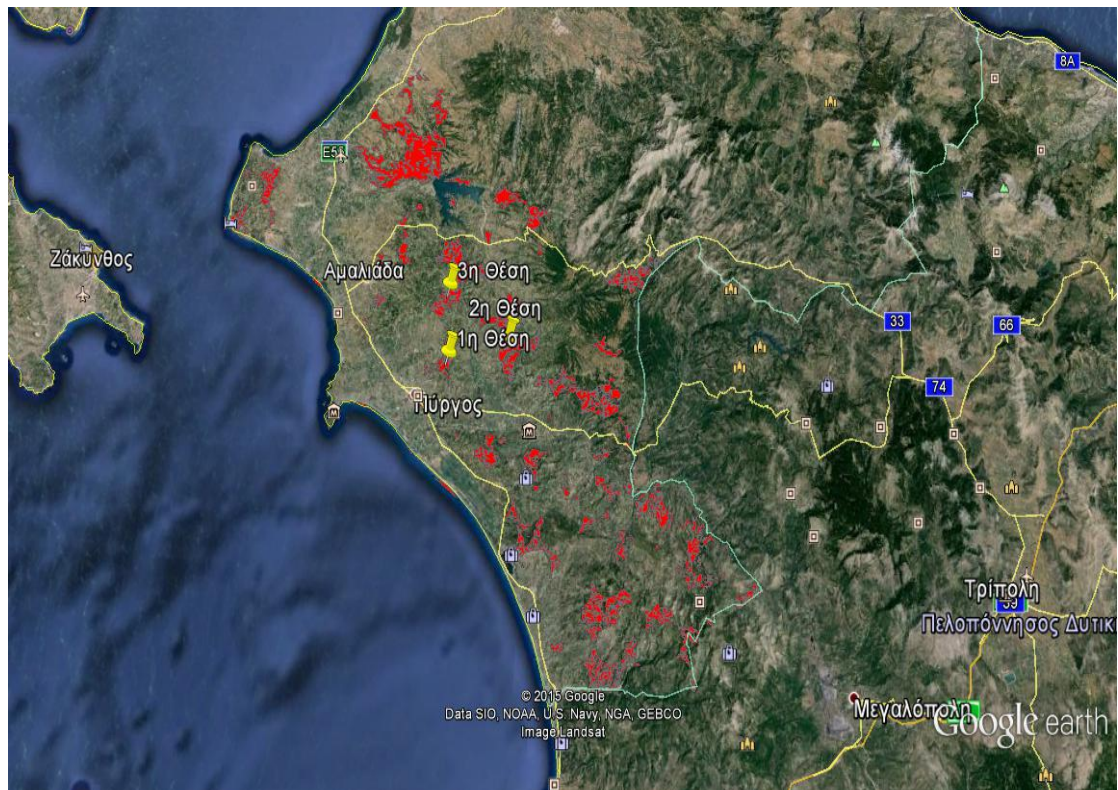 8A
E55
Ζάκυνθος
Αμαλιάδα
3η Θέση
2η Θέση
1η Θέση
33
66
74
Πύργος
Τρίπολη
39
Πελοπόννησος Δυτικ
© 2015 Google
Data SIO, NOAA, U.S. Navy, NGA, GEBCO
Image Landsat
Μεγαλόπολη
Google earth